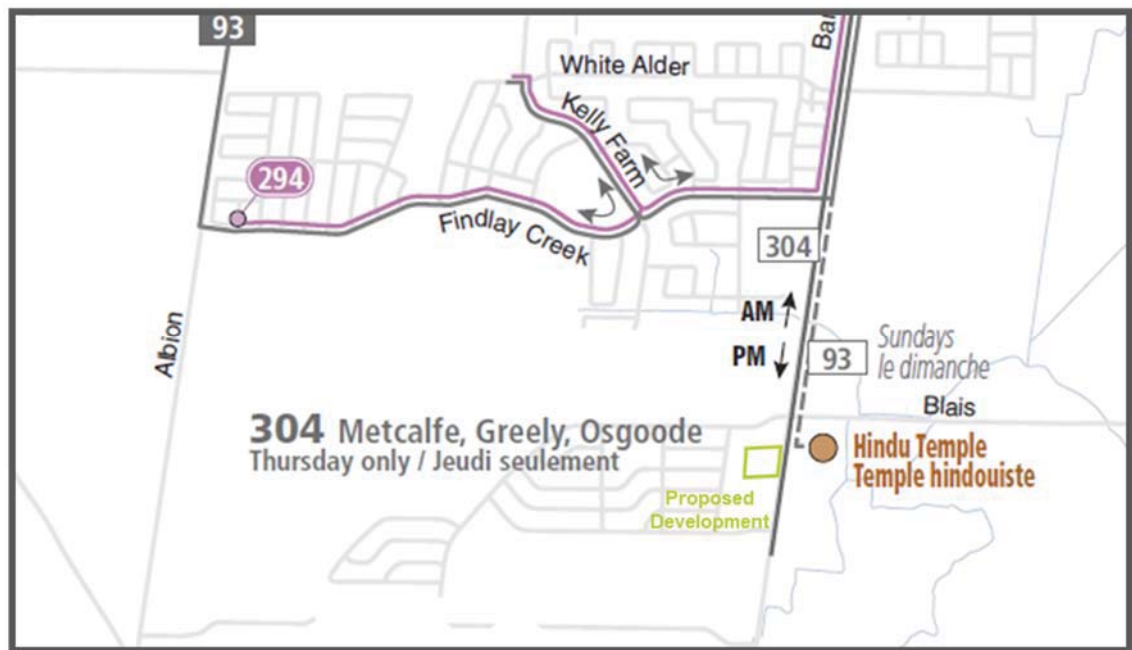 93
White Alder
Kelly Farm
294
Findlay Creek
304
AM
PM
93
Sundays
le dimanche
Albion
Blais
304 Metcalfe, Greely, Osgoode
Thursday only / Jeudi seulement
Hindu Temple
Temple hindouiste
Proposed
Development